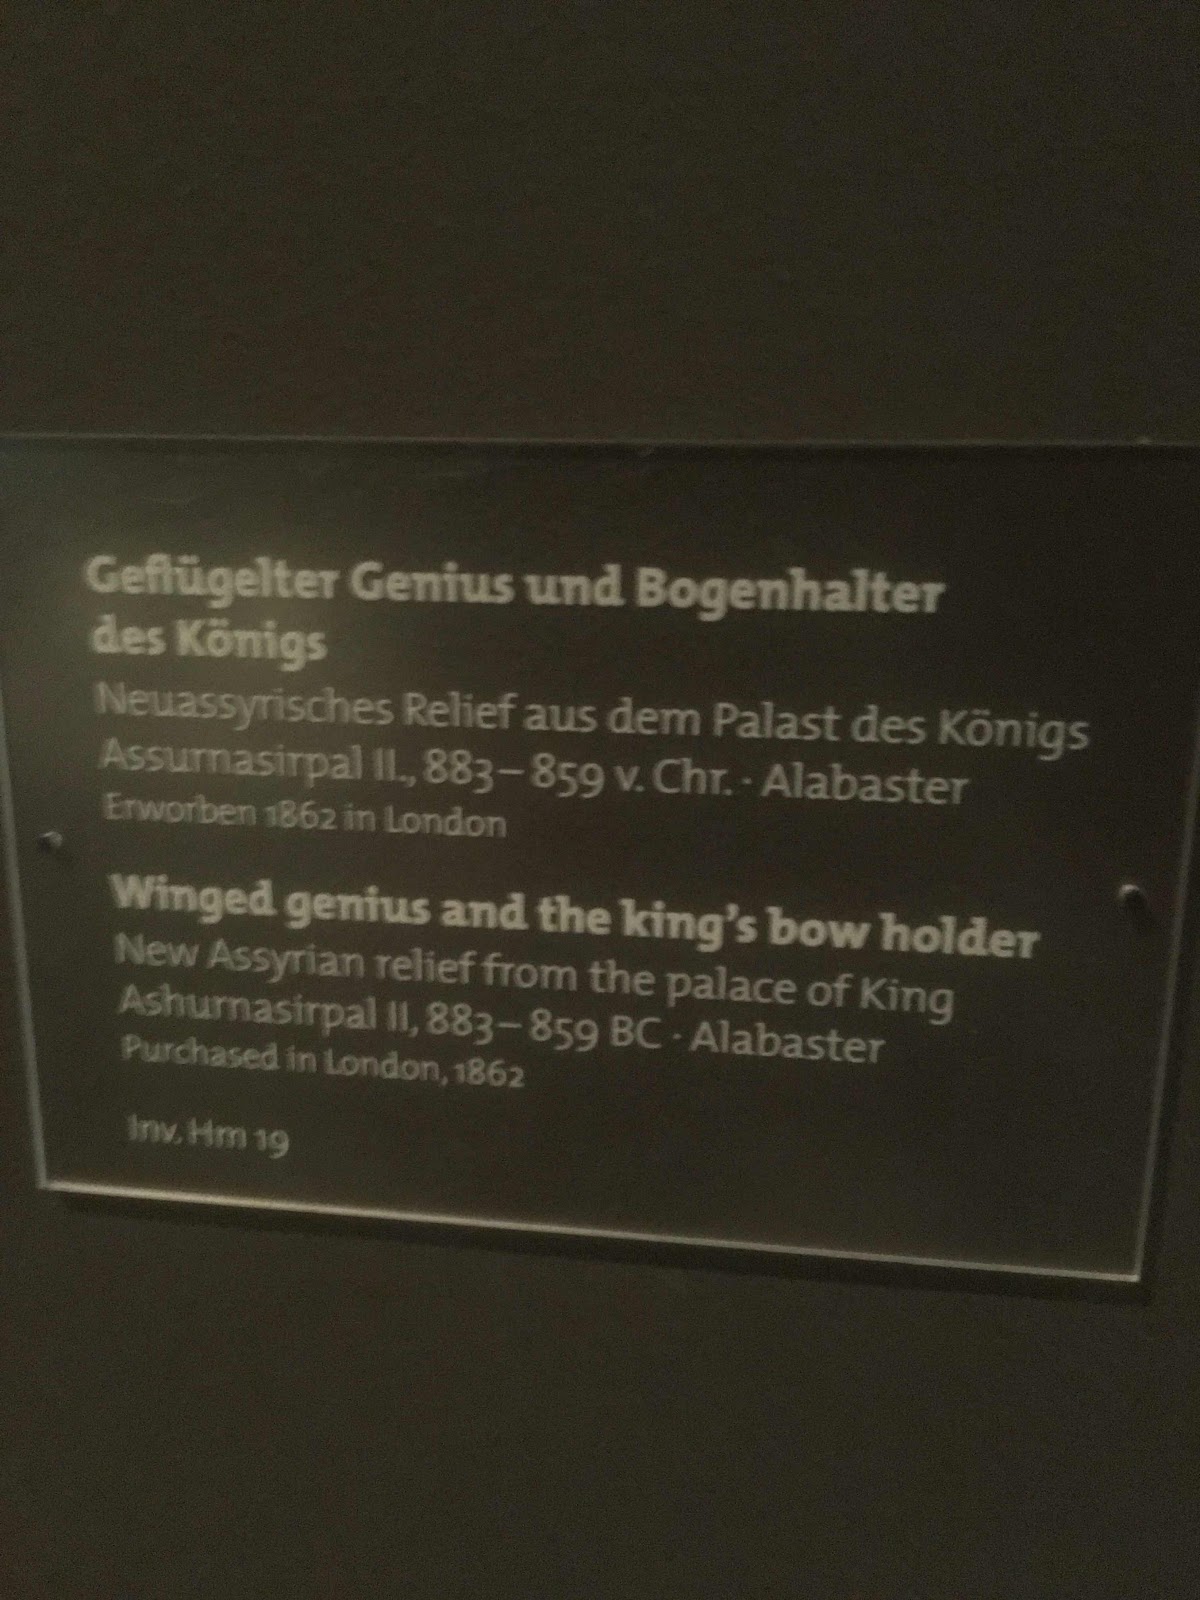 Geflügelter Genius und Bogenhalter
des Königs
Neuassyrisches Relief aus dem Palast des Königs
Assurnasirpal II., 883–859 v. Chr. · Alabaster
Erworben 1862 in London
Winged genius and the king's bow holder
New Assyrian relief from the palace of King
Ashurnasirpal II, 883–859 BC · Alabaster
Purchased in London, 1862
Inv. Hm 19